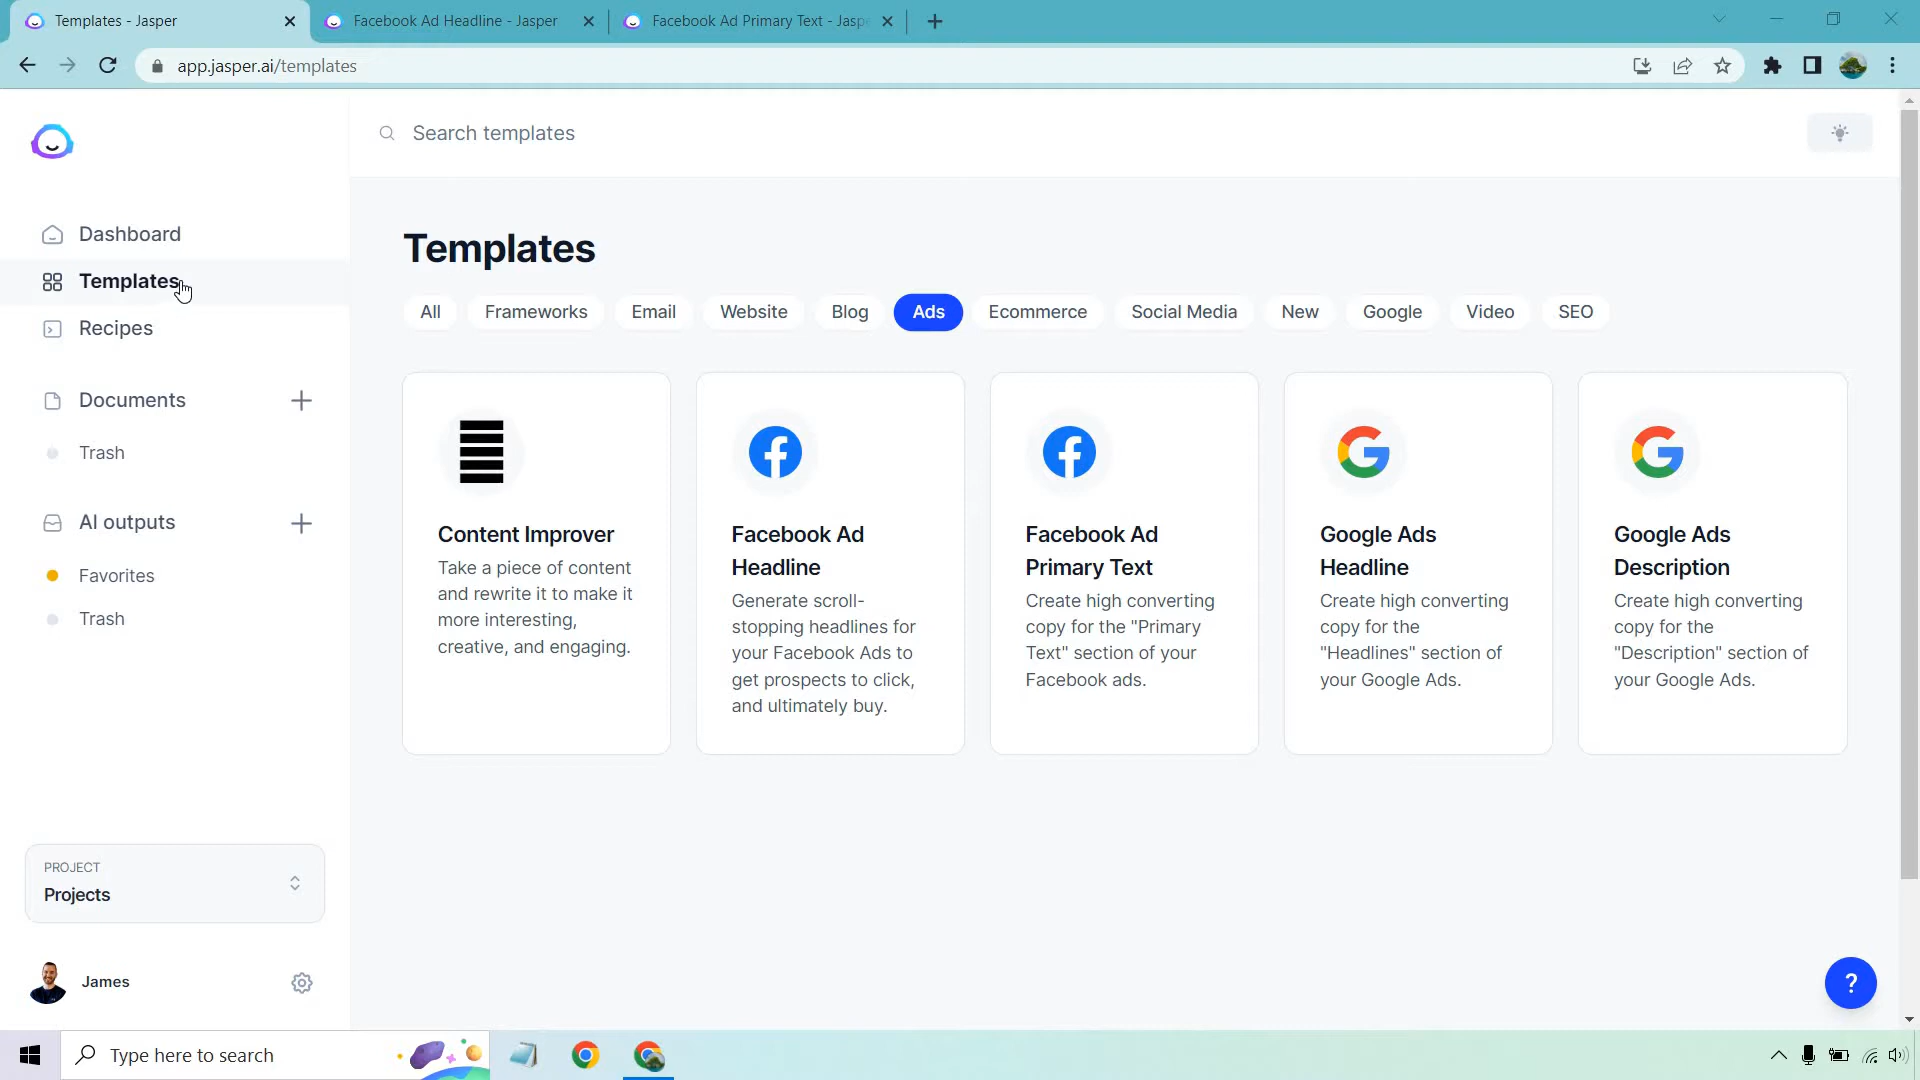 Templates - Jasper
Facebook Ad Headline - Jasper
Facebook Ad Primary Text - Jasp
app.jasper.ai/templates
Search templates
Dashboard
Templates
Recipes
Documents
Trash
AI outputs
Favorites
Trash
PROJECT
Projects
James
Templates
All
Frameworks
Email
Website
Blog
Ads
Ecommerce
Social Media
New
Google
Video
SEO
Content Improver
Take a piece of content
and rewrite it to make it
more interesting,
creative, and engaging.
Facebook Ad
Headline
Generate scroll-
stopping headlines for
your Facebook Ads to
get prospects to click,
and ultimately buy.
Facebook Ad
Primary Text
Create high converting
copy for the "Primary
Text" section of your
Facebook ads.
Google Ads
Headline
Create high converting
copy for the
"Headlines" section of
your Google Ads.
Google Ads
Description
Create high converting
copy for the
"Description" section of
your Google Ads.
?
Type here to search